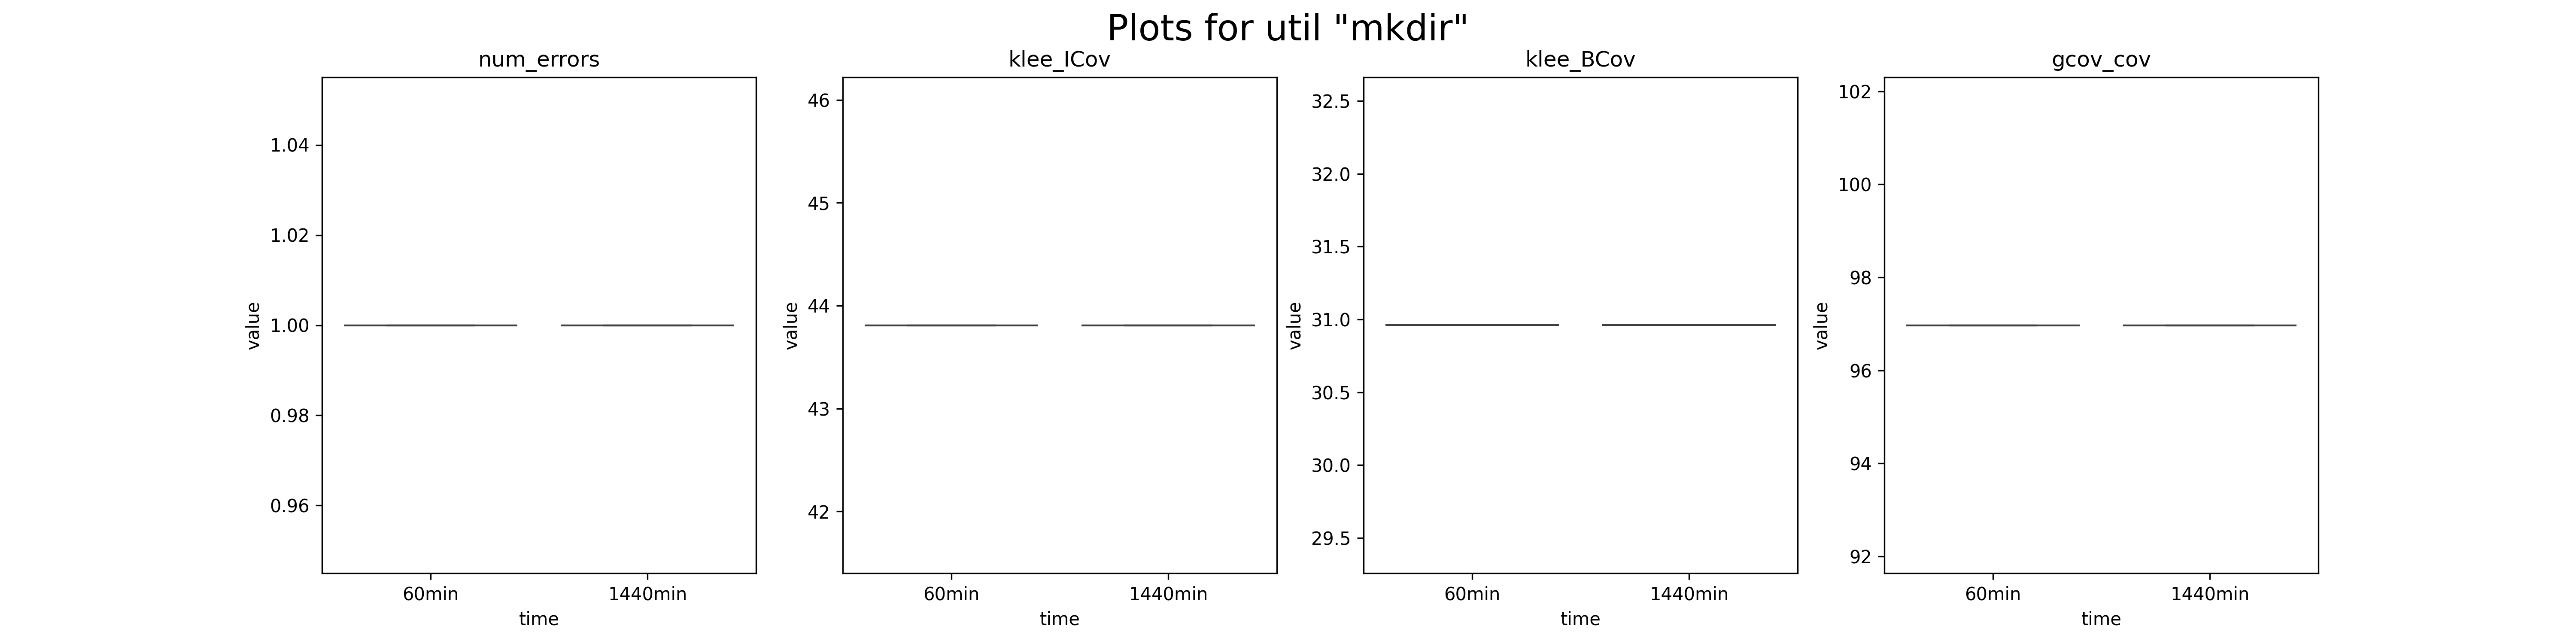 Plots for util "mkdir"
num_errors
1.04
1.02
1.00
0.98
0.96
value
60min 1440min
time
klee_ICov
46
45
44
43
42
value
60min 1440min
time
klee_BCov
32.5
32.0
31.5
31.0
30.5
30.0
29.5
value
60min 1440min
time
gcov_cov
102
100
98
96
94
92
value
60min 1440min
time